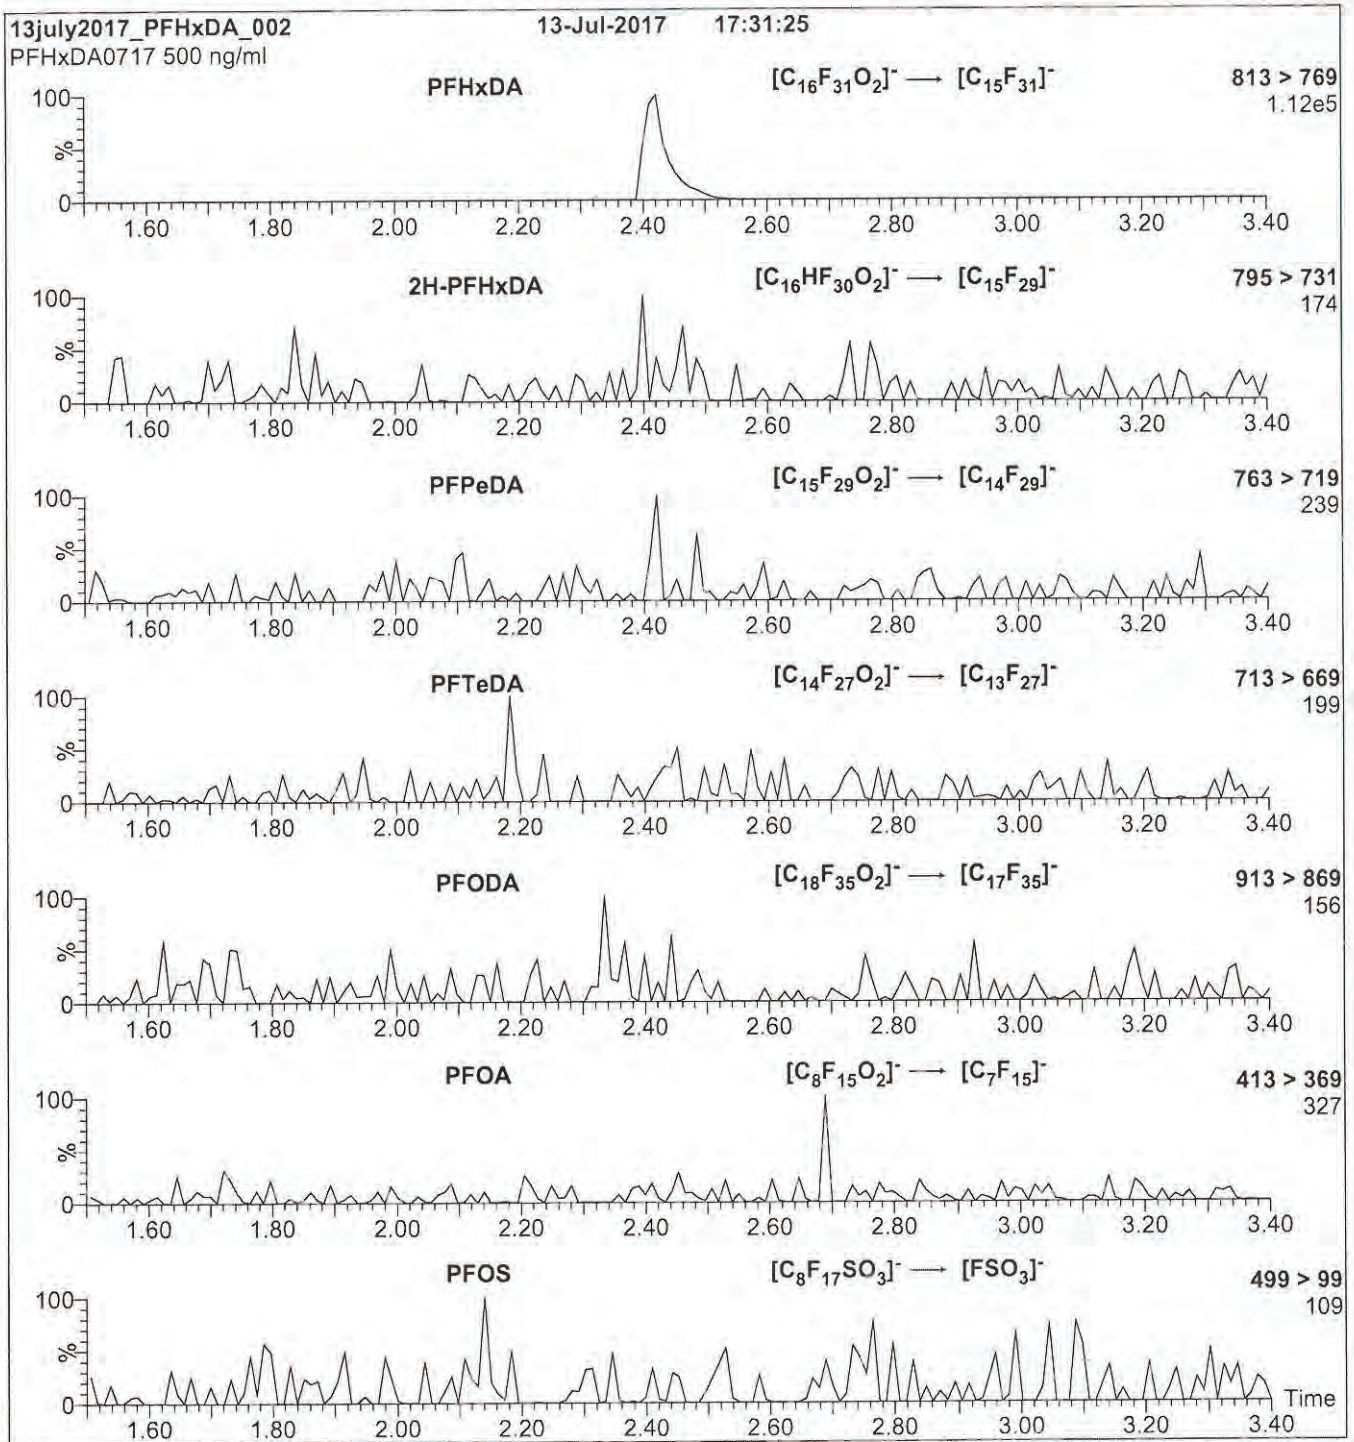 13july2017_PFHxDA_002 13-Jul-2017 17:31:25
PFHxDA0717 500 ng/ml
PFHxDA [C16F31O2]- → [C15F31]- 813 > 769
1.12e5
100
%
0
1.60 1.80 2.00 2.20 2.40 2.60 2.80 3.00 3.20 3.40
2H-PFHxDA [C16HF30O2]- → [C15F29]- 795 > 731
174
100
%
0
1.60 1.80 2.00 2.20 2.40 2.60 2.80 3.00 3.20 3.40
PFPeDA [C15F29O2]- → [C14F29]- 763 > 719
239
100
%
0
1.60 1.80 2.00 2.20 2.40 2.60 2.80 3.00 3.20 3.40
PFTeDA [C14F27O2]- → [C13F27]- 713 > 669
199
100
%
0
1.60 1.80 2.00 2.20 2.40 2.60 2.80 3.00 3.20 3.40
PFODA [C18F35O2]- → [C17F35]- 913 > 869
156
100
%
0
1.60 1.80 2.00 2.20 2.40 2.60 2.80 3.00 3.20 3.40
PFOA [C8F15O2]- → [C7F15]- 413 > 369
327
100
%
0
1.60 1.80 2.00 2.20 2.40 2.60 2.80 3.00 3.20 3.40
PFOS [C8F17SO3]- → [FSO3]- 499 > 99
109
100
%
0 Time
1.60 1.80 2.00 2.20 2.40 2.60 2.80 3.00 3.20 3.40